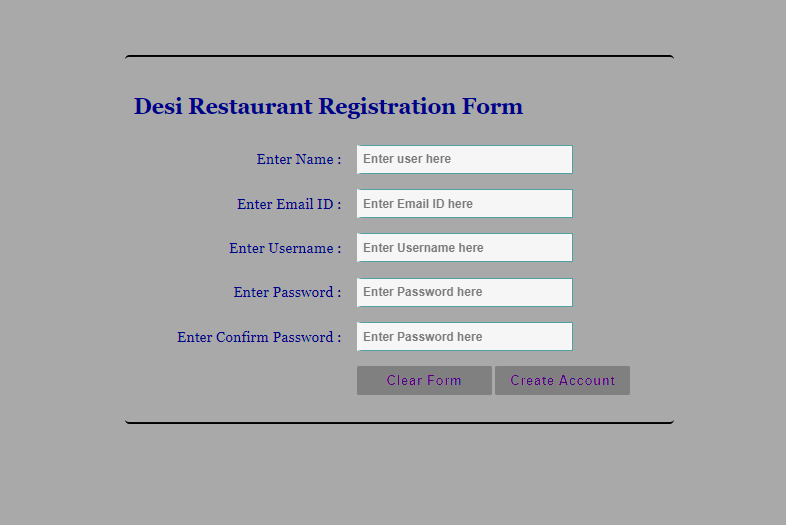 Desi Restaurant Registration Form
Enter Name : Enter user here
Enter Email ID : Enter Email ID here
Enter Username : Enter Username here
Enter Password : Enter Password here
Enter Confirm Password : Enter Password here
Clear Form Create Account